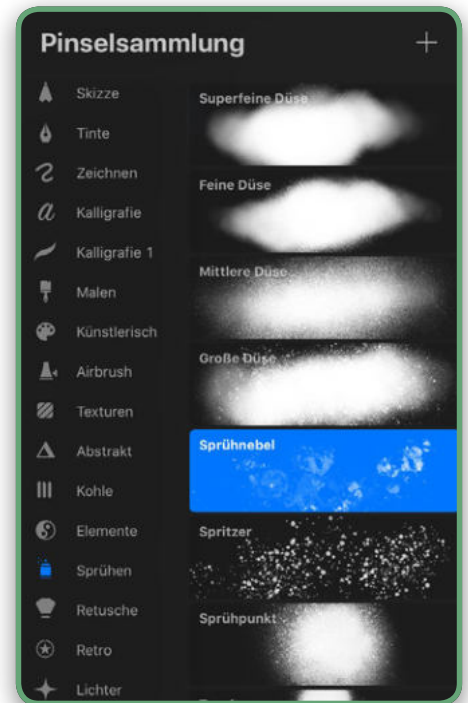 Pinselsammlung
Skizze
Tinte
Zeichnen
Kalligrafie
Kalligrafie 1
Malen
Künstlerisch
Airbrush
Texturen
Abstrakt
Kohle
Elemente
Sprühen
Retusche
Retro
Lichter
Superfeine Düse
Feine Düse
Mittlere Düse
Große Düse
Sprühnebel
Spritzer
Sprühpunkt